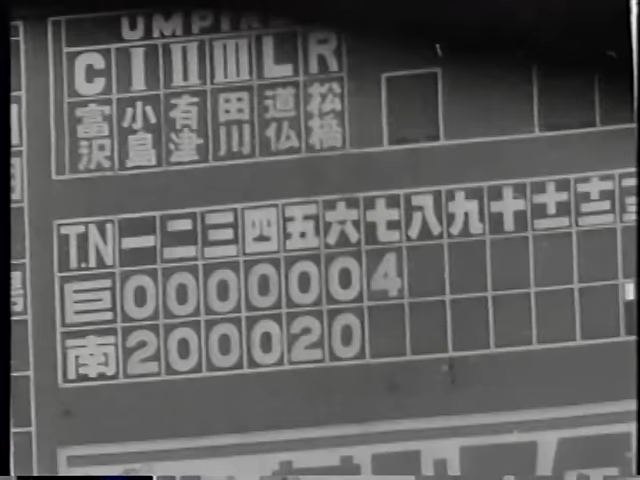 UMPIRE
C I II III L R
富沢 小島 有津 田川 道仏 松橋
T.N 一 二 三 四 五 六 七 八 九 十 十一 十二
巨 0 0 0 0 0 0 4
南 2 0 0 0 2 0